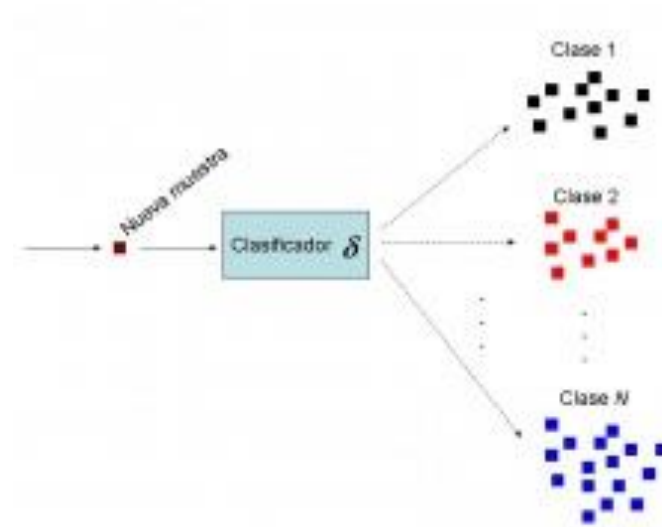 Clase 1
Nueva muestra
Clase 2
Clasificador δ
Clase N